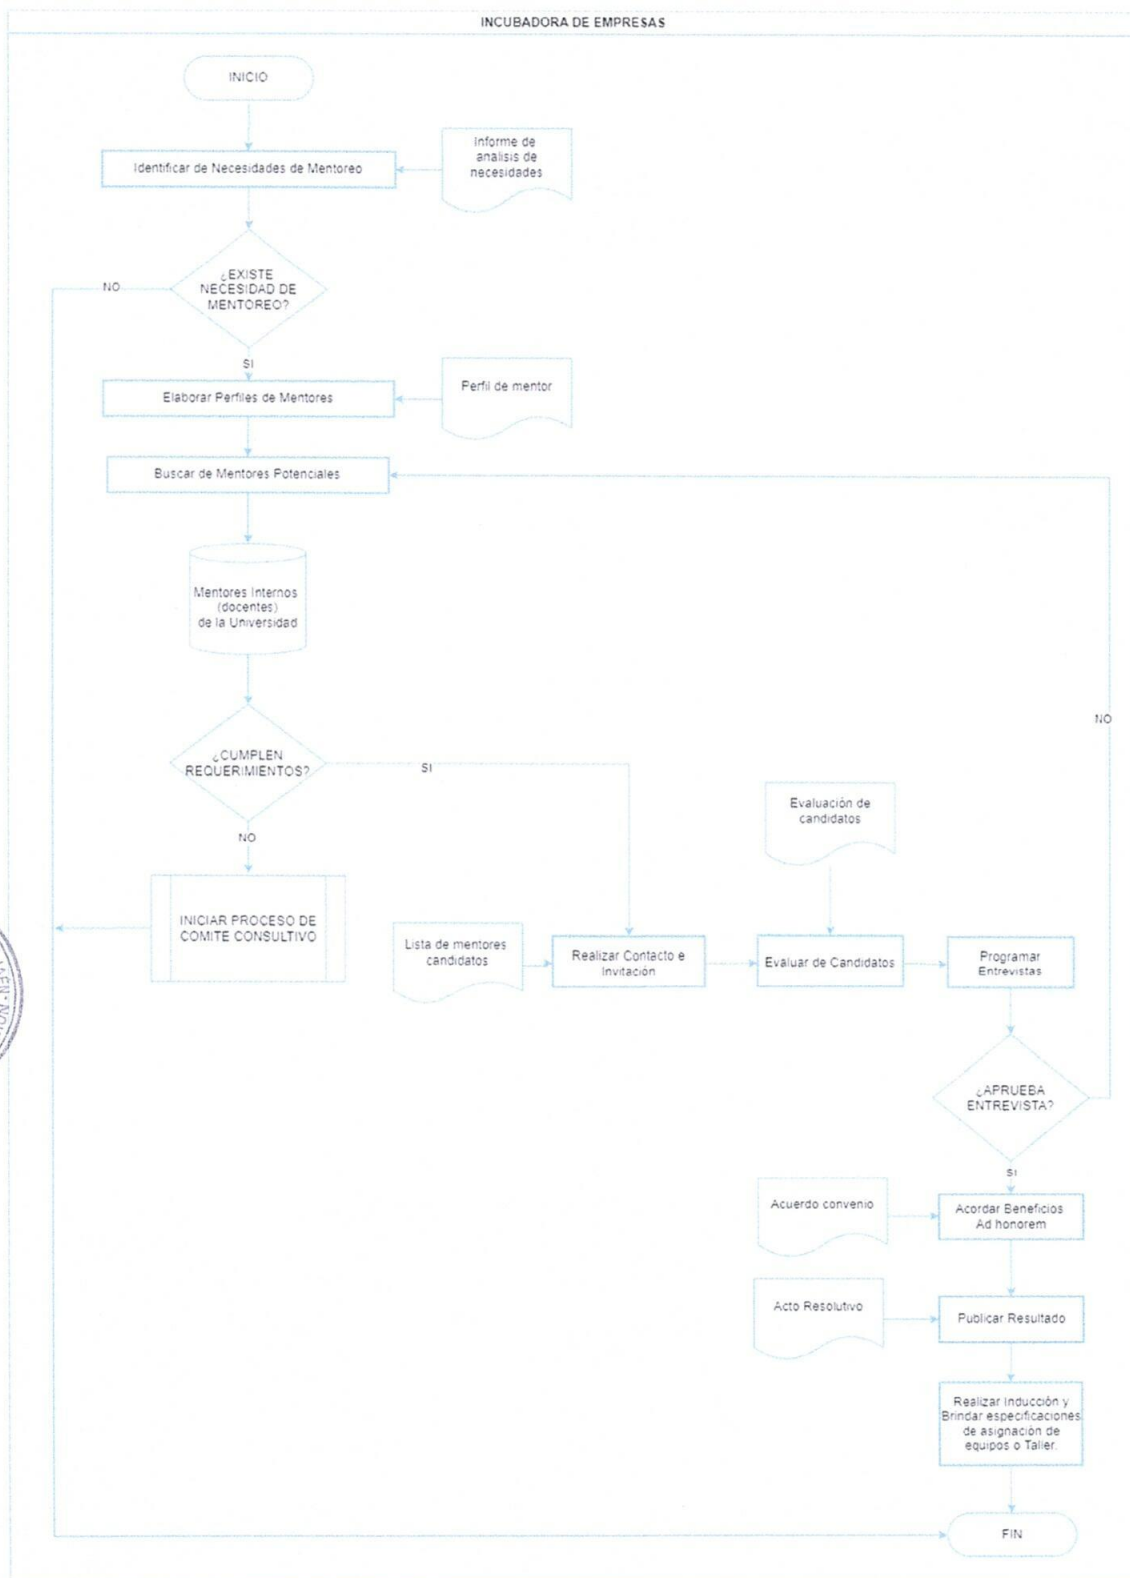 INCUBADORA DE EMPRESAS
INICIO
Informe de
analisis de
necesidades
Identificar de Necesidades de Mentoreo
¿EXISTE
NECESIDAD DE
MENTOREO?
NO
SI
Perfil de mentor
Elaborar Perfiles de Mentores
Buscar de Mentores Potenciales
Mentores Internos
(docentes)
de la Universidad
NO
¿CUMPLEN
REQUERIMIENTOS?
SI
Evaluación de
candidatos
NO
INICIAR PROCESO DE
COMITE CONSULTIVO
Lista de mentores
candidatos
Realizar Contacto e
Invitación
Evaluar de Candidatos
Programar
Entrevistas
JAÉN
¿APRUEBA
ENTREVISTA?
SI
Acuerdo convenio
Acordar Beneficios
Ad honorem
Acto Resolutivo
Publicar Resultado
Realizar Inducción y
Brindar especificaciones
de asignación de
equipos o Taller.
FIN